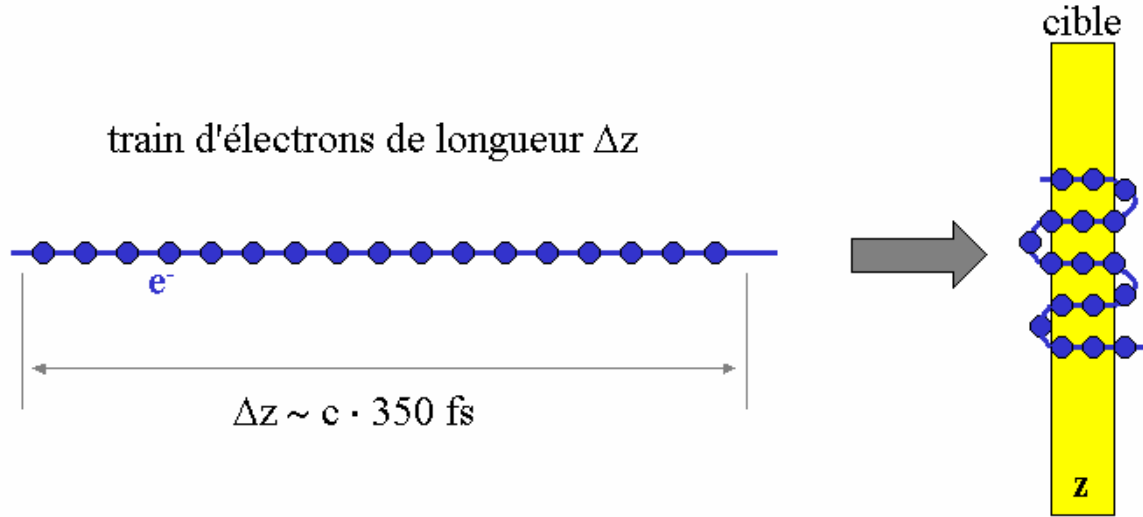 cible
train d'électrons de longueur Δz
e⁻
Δz ~ c · 350 fs
z